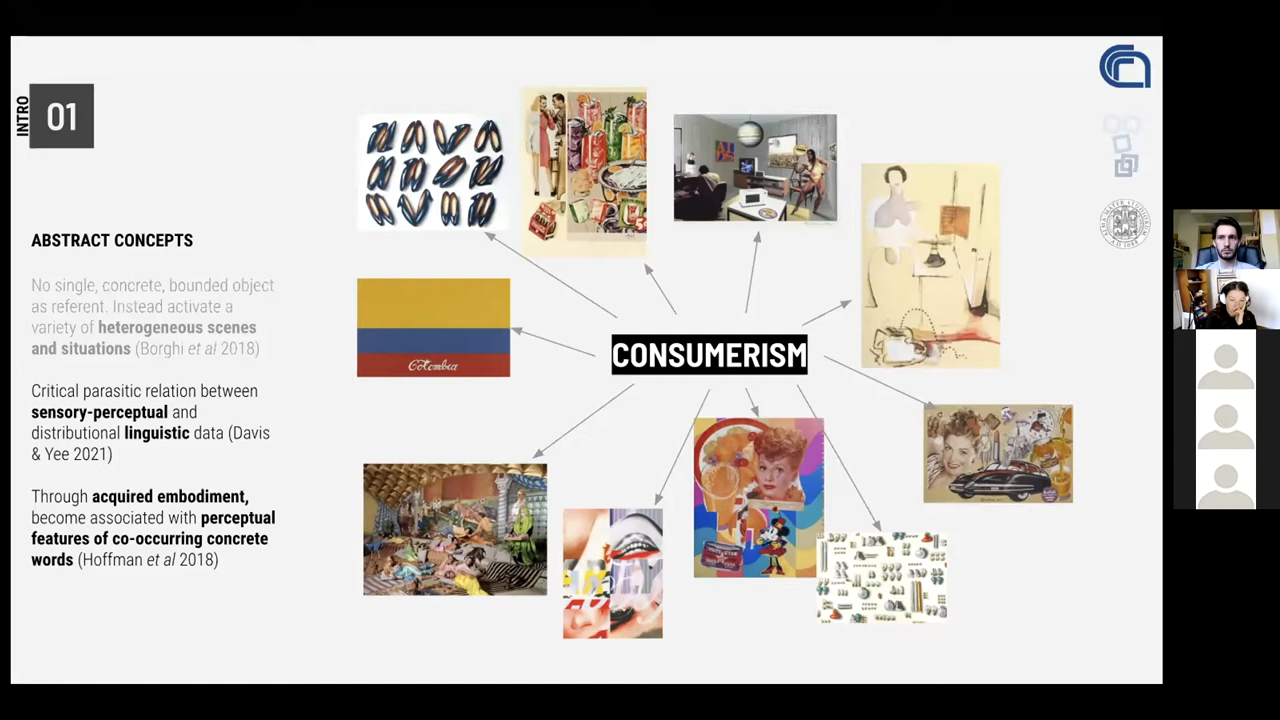 INTRO
01
ABSTRACT CONCEPTS
No single, concrete, bounded object
as referent. Instead activate a
variety of heterogeneous scenes
and situations (Borghi et al 2018)
Critical parasitic relation between
sensory-perceptual and
distributional linguistic data (Davis
& Yee 2021)
Through acquired embodiment,
become associated with perceptual
features of co-occurring concrete
words (Hoffman et al 2018)
CONSUMERISM
Colombia